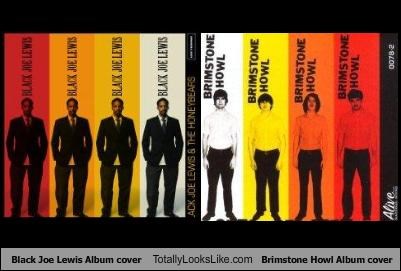 BLACK JOE LEWIS
BLACK JOE LEWIS
BLACK JOE LEWIS
BLACK JOE LEWIS
ACK JOE LEWIS & THE HONEYBEARS
BRIMSTONE
HOWL
BRIMSTONE
HOWL
BRIMSTONE
HOWL
BRIMSTONE
HOWL
0078-2
Alive
Black Joe Lewis Album cover TotallyLooksLike.com Brimstone Howl Album cover